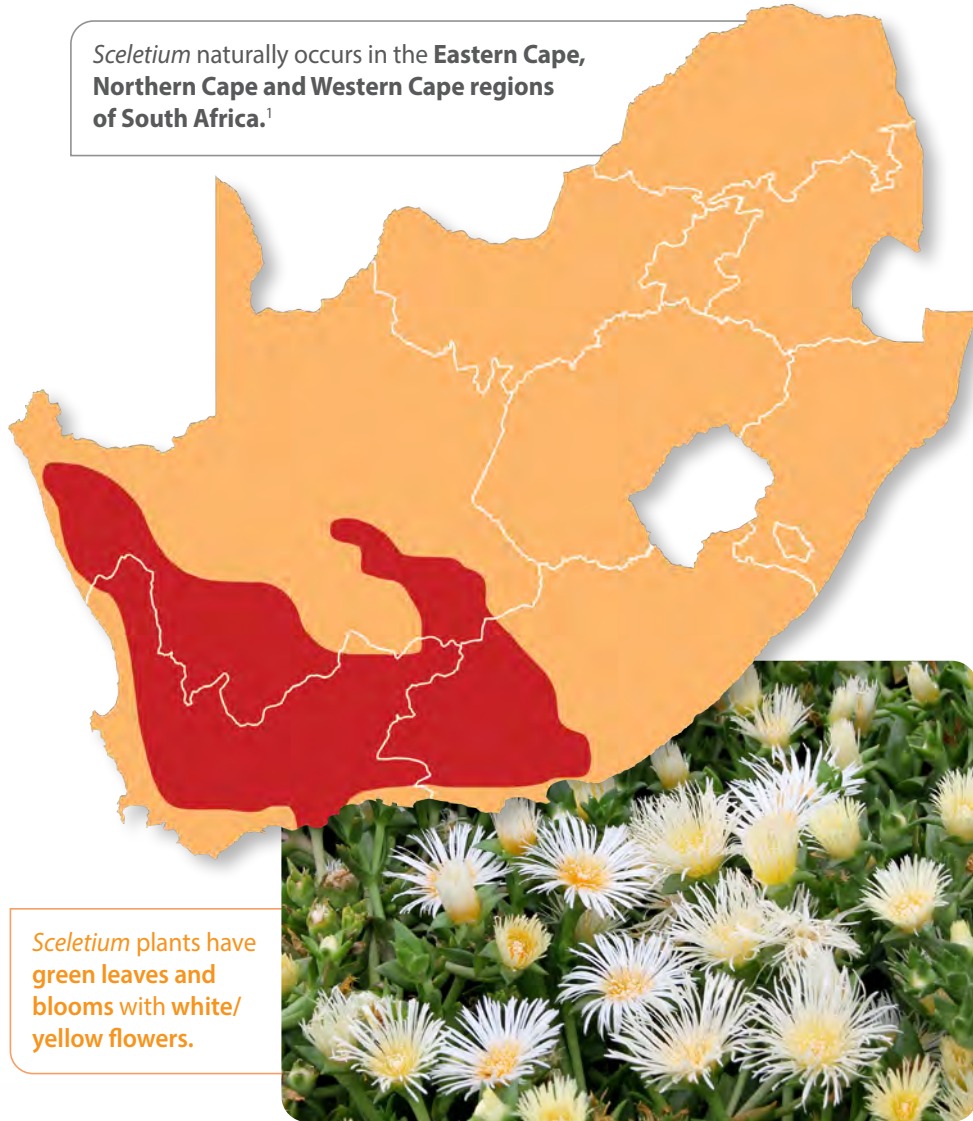 Sceletium naturally occurs in the Eastern Cape,
Northern Cape and Western Cape regions
of South Africa.¹
Sceletium plants have
green leaves and
blooms with white/
yellow flowers.